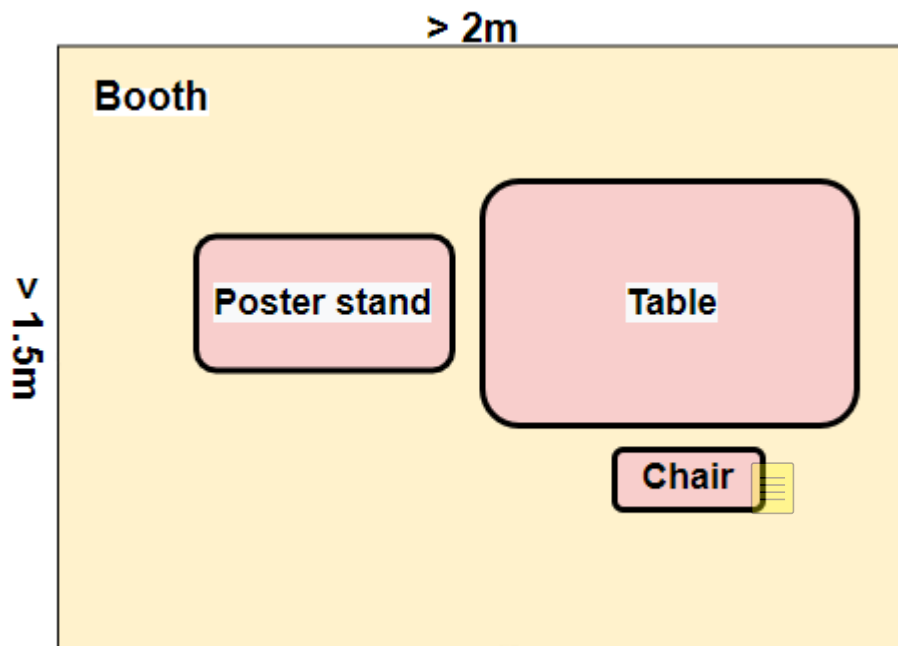 > 2m
Booth
> 1.5m
Poster stand
Table
Chair